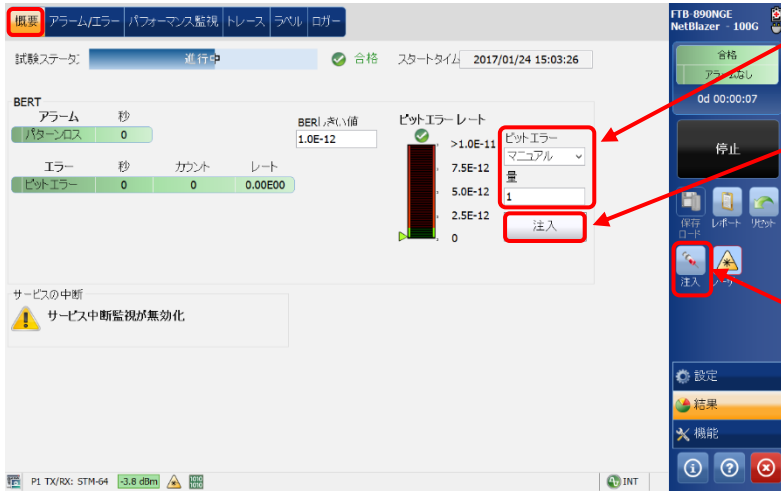 概要 アラーム/エラー パフォーマンス監視 トレース ラベル ロガー
FTB-890NGE
NetBlazer - 100G
試験ステータ: 進行中 合格 スタートタイム 2017/01/24 15:03:26
合格
アラームなし
0d 00:00:07
停止
BERT
アラーム 秒
パターンロス 0
エラー 秒 カウント レート
ビットエラー 0 0 0.00E00
BERしきい値
1.0E-12
ビットエラーレート
>1.0E-11
7.5E-12
5.0E-12
2.5E-12
0
ビットエラー
マニュアル
量
1
注入
保存 レポート リセット
ロード
注入
サービスの中断
サービス中断監視が無効化
設定
結果
機能
P1 TX/RX: STM-64 -3.8 dBm
1010
1010
INT